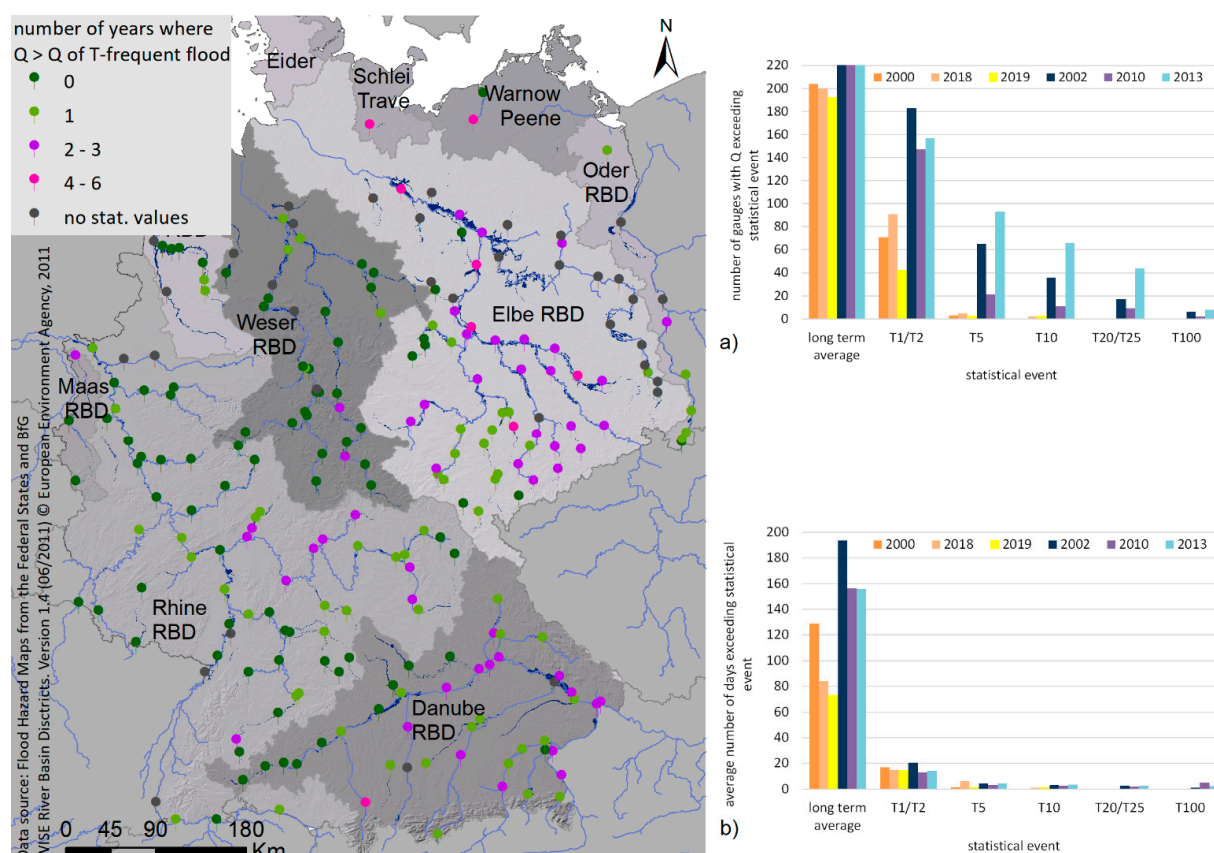 number of years where
Q > Q of T-frequent flood
0
1
2 - 3
4 - 6
no stat. values
RBD
Eider
Schlei
Trave
Warnow
Peene
Oder
RBD
N
Weser
RBD
Elbe RBD
Maas
RBD
Rhine
RBD
Danube
RBD
Data source: Flood Hazard Maps from the Federal States and BfG
WISE River Basin Disctricts. Version 1.4 (06/2011) © European Environment Agency, 2011
0 45 90 180
Km
a)
number of gauges with Q exceeding
statistical event
220
200
180
160
140
120
100
80
60
40
20
0
2000 2018 2019 2002 2010 2013
long term
average
T1/T2
T5
T10
T20/T25
T100
statistical event
b)
average number of days exceeding statistical
event
200
180
160
140
120
100
80
60
40
20
0
2000 2018 2019 2002 2010 2013
long term
average
T1/T2
T5
T10
T20/T25
T100
statistical event